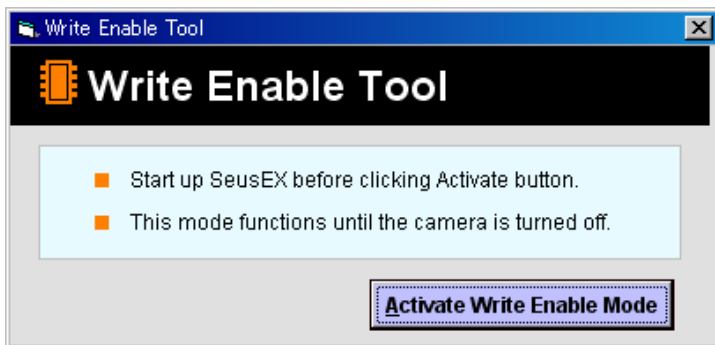 Write Enable Tool
Write Enable Tool
Start up SeusEX before clicking Activate button.
This mode functions until the camera is turned off.
Activate Write Enable Mode